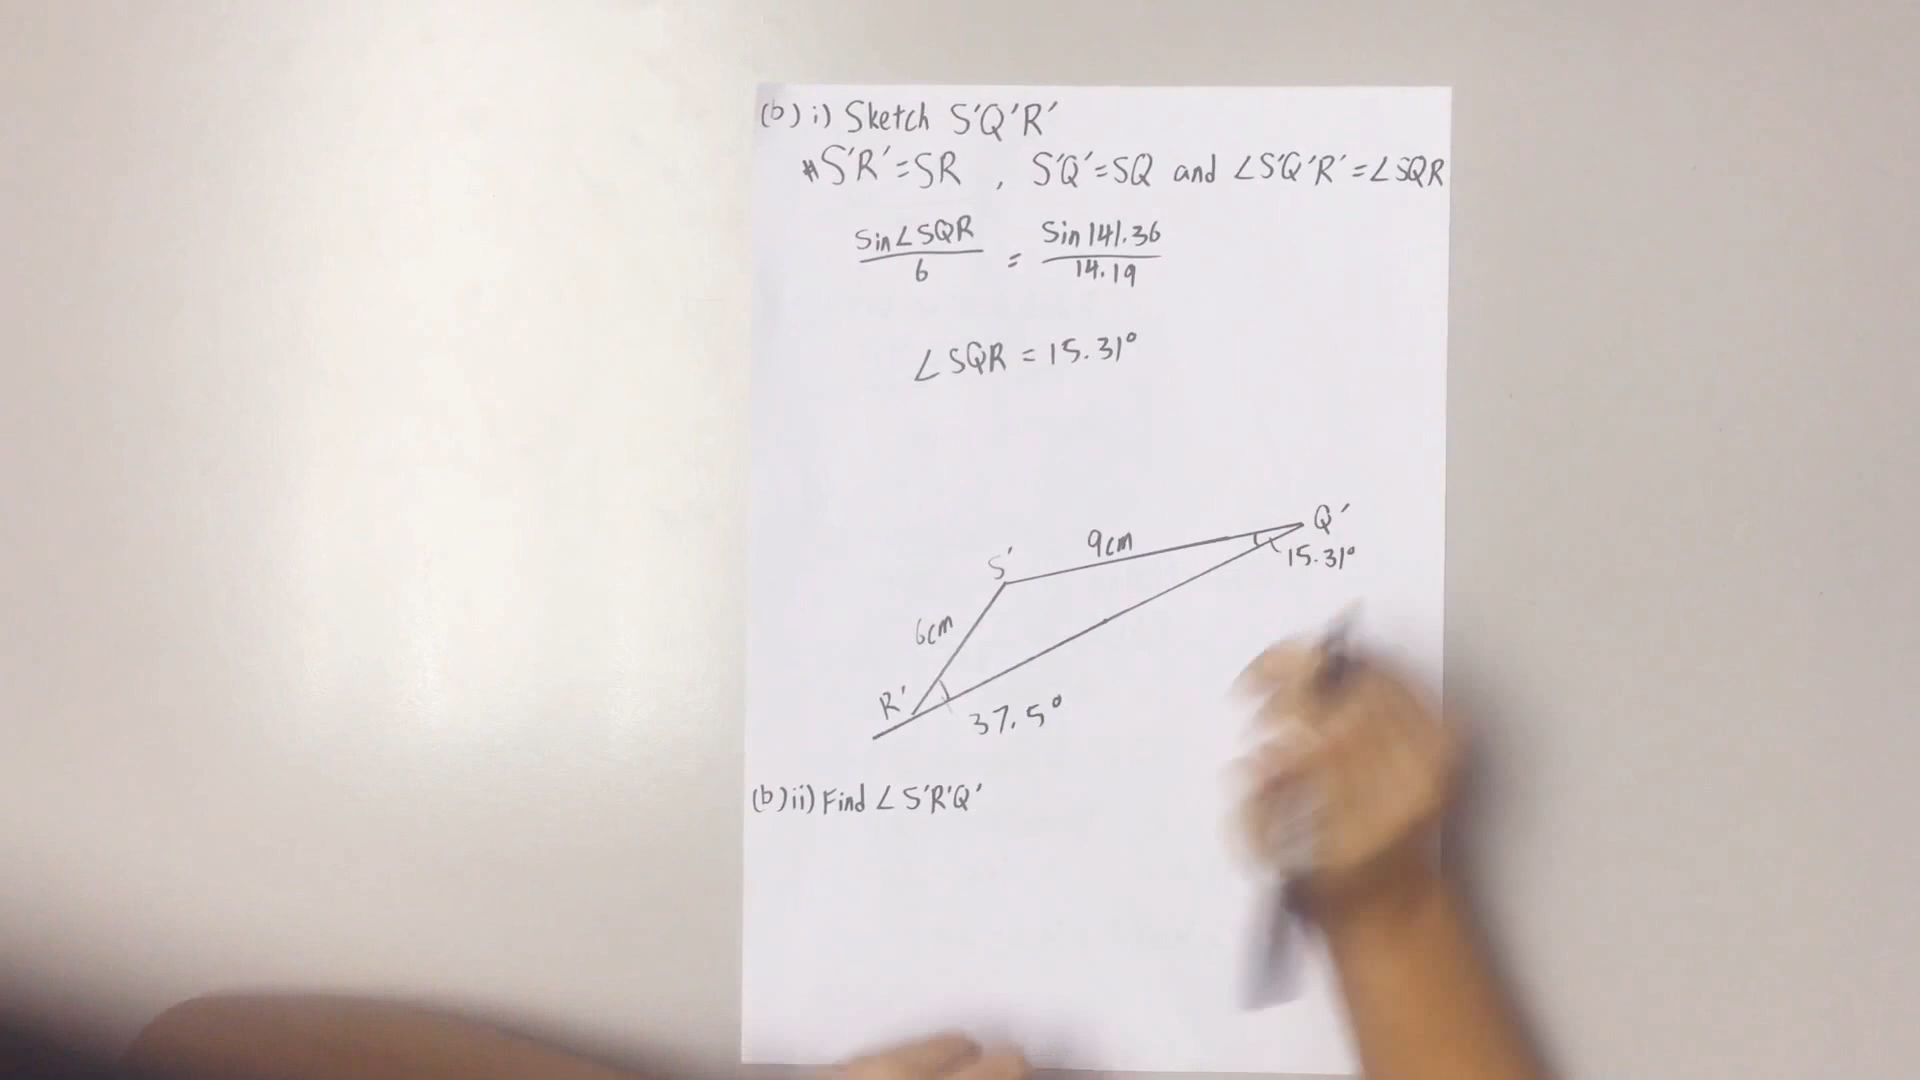 (b) i) Sketch S'Q'R'
S'R' = SR , S'Q' = SQ and ∠S'Q'R' = ∠SQR
Sin∠SQR / 6 = Sin 141.36 / 14.19
∠SQR = 15.31°
Q'
S'
9cm
15.31°
6cm
R'
37.5°
(b) ii) Find ∠S'R'Q'